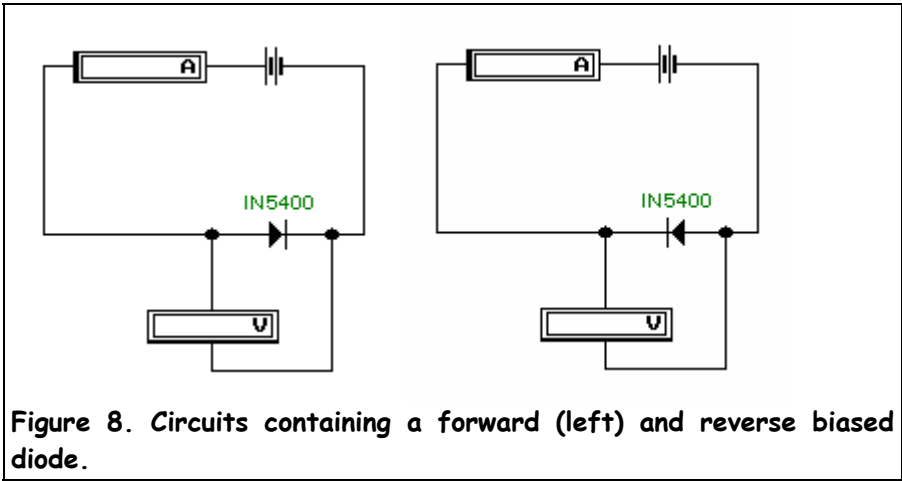 A
A
IN5400
IN5400
V
V
Figure 8. Circuits containing a forward (left) and reverse biased
diode.